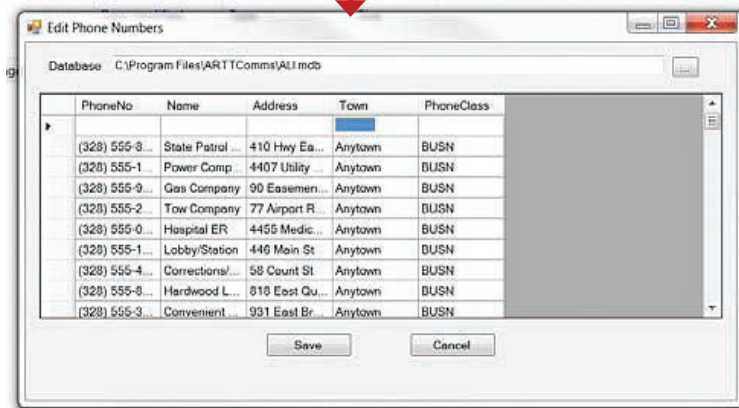 Edit Phone Numbers
Database C:\Program Files\ARTTComms\ALI.mdb ...
PhoneNo Name Address Town PhoneClass
(328) 555-8... State Patrol ... 410 Hwy Ea... Anytown BUSN
(328) 555-1... Power Comp... 4407 Utility ... Anytown BUSN
(328) 555-9... Gas Company 90 Easemen... Anytown BUSN
(328) 555-2... Tow Company 77 Airport R... Anytown BUSN
(328) 555-0... Hospital ER 4455 Medic... Anytown BUSN
(328) 555-1... Lobby/Station 446 Main St Anytown BUSN
(328) 555-4... Corrections/... 58 Count St Anytown BUSN
(328) 555-8... Hardwood L... 818 East Qu... Anytown BUSN
(328) 555-3... Convenient ... 931 East Br... Anytown BUSN
Save Cancel